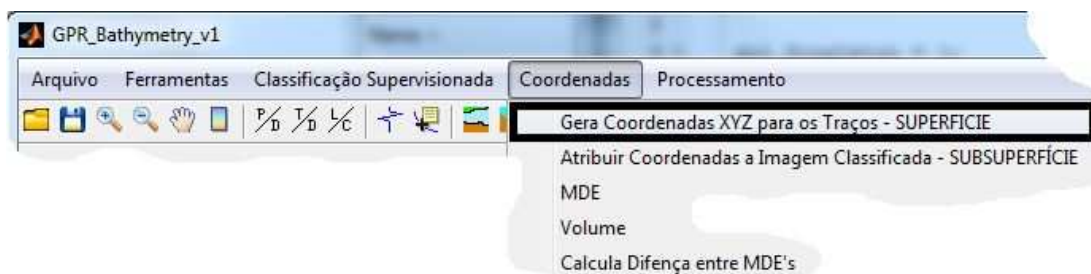 GPR_Bathymetry_v1
Arquivo Ferramentas Classificação Supervisionada Coordenadas Processamento
P/D T/D L/C
Gera Coordenadas XYZ para os Traços - SUPERFICIE
Atribuir Coordenadas a Imagem Classificada - SUBSUPERFÍCIE
MDE
Volume
Calcula Difença entre MDE's